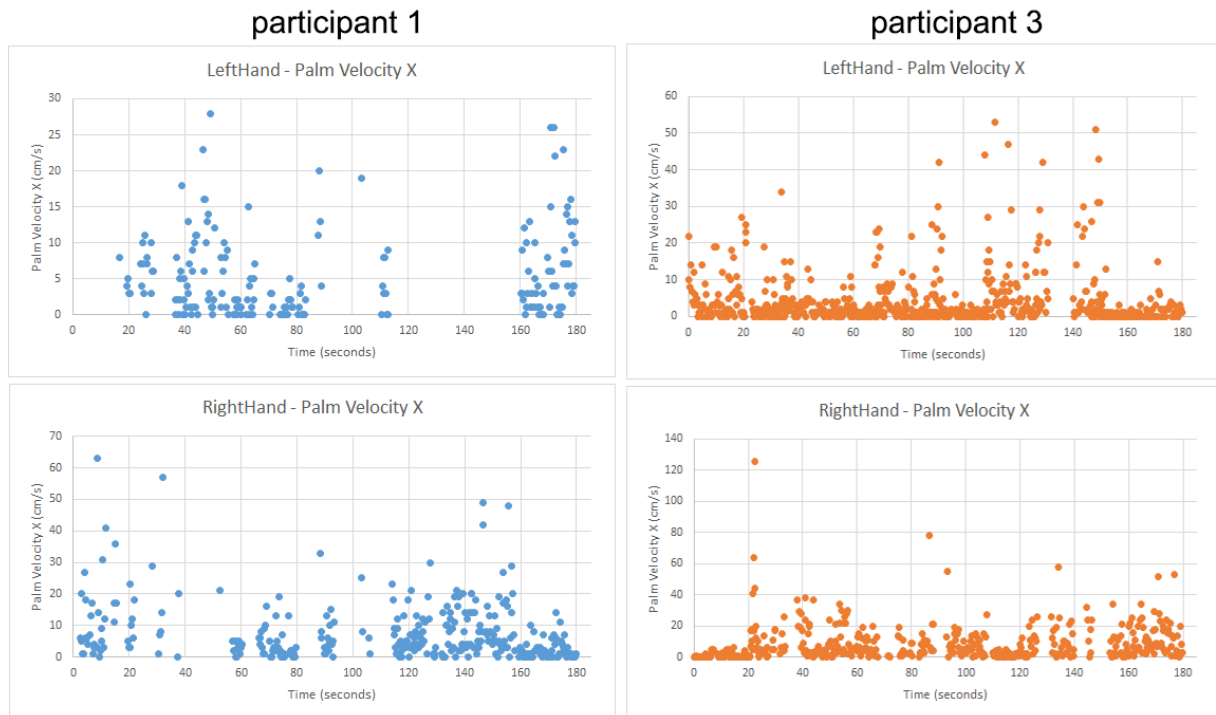 participant 1
participant 3
LeftHand - Palm Velocity X
30
25
20
15
10
5
0
Palm Velocity X (cm/s)
0 20 40 60 80 100 120 140 160 180
Time (seconds)
LeftHand - Palm Velocity X
60
50
40
30
20
10
0
Palm Velocity X (cm/s)
0 20 40 60 80 100 120 140 160 180
Time (seconds)
RightHand - Palm Velocity X
70
60
50
40
30
20
10
0
Palm Velocity X (cm/s)
0 20 40 60 80 100 120 140 160 180
Time (seconds)
RightHand - Palm Velocity X
140
120
100
80
60
40
20
0
Palm Velocity X (cm/s)
0 20 40 60 80 100 120 140 160 180
Time (seconds)